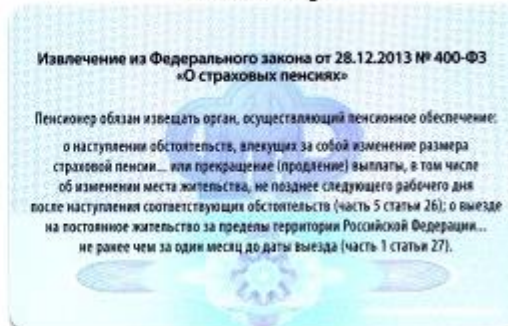 Извлечение из Федерального закона от 28.12.2013 № 400-ФЗ
«О страховых пенсиях»
Пенсионер обязан извещать орган, осуществляющий пенсионное обеспечение:
о наступлении обстоятельств, влекущих за собой изменение размера
страховой пенсии... или прекращение (продление) выплаты, в том числе
об изменении места жительства, не позднее следующего рабочего дня
после наступления соответствующих обстоятельств (часть 5 статьи 26); о выезде
на постоянное жительство за пределы территории Российской Федерации...
не ранее чем за один месяц до даты выезда (часть 1 статьи 27).